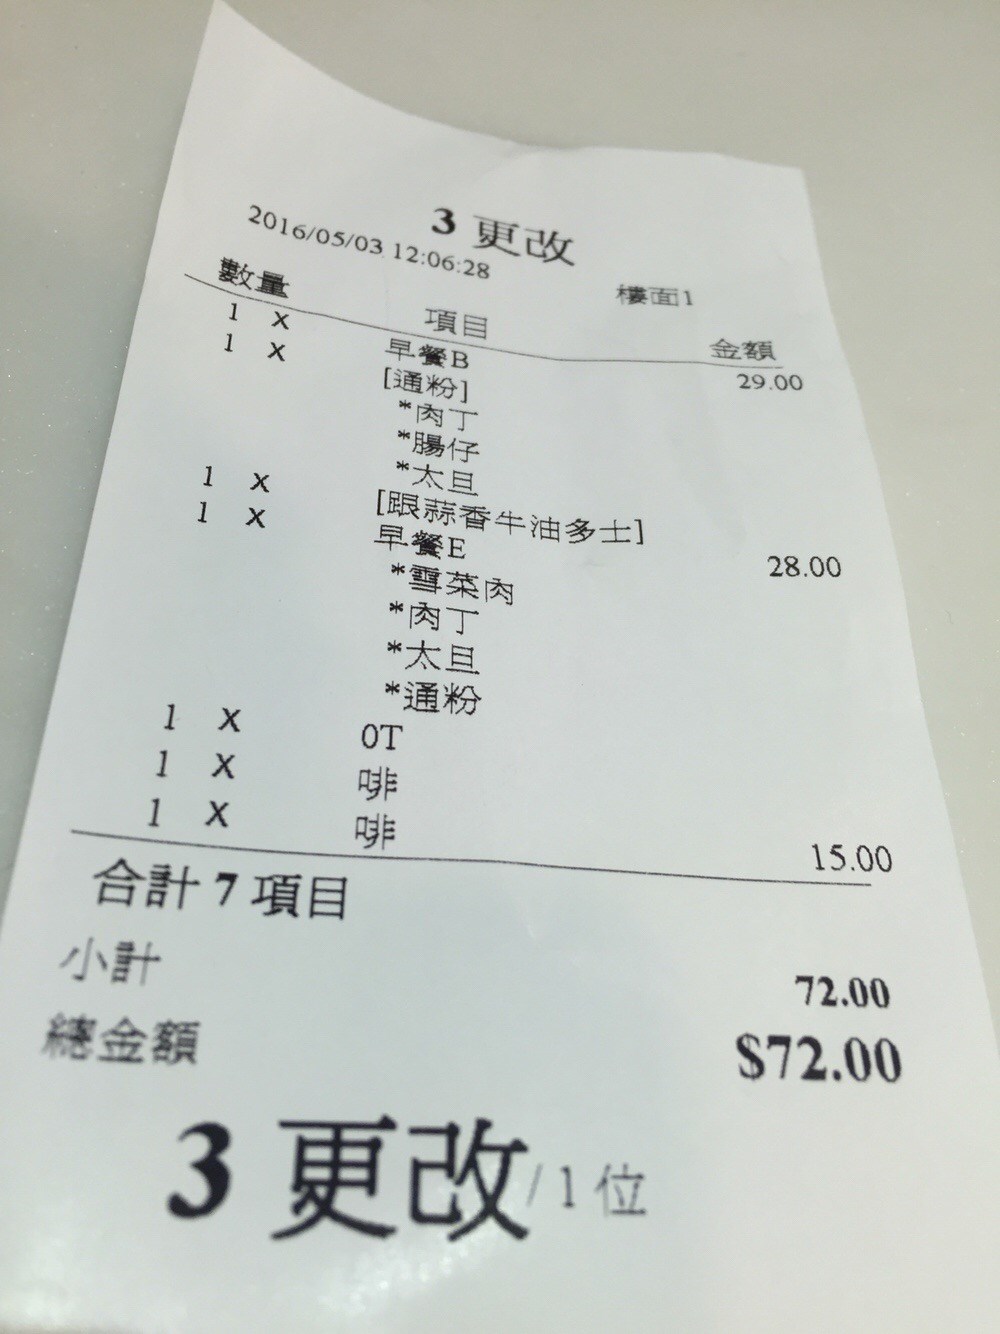 3 更改
2016/05/03 12:06:28 樓面1
數量 項目 金額
1 x 早餐B 29.00
1 x [通粉]
*肉丁
*腸仔
*太旦
1 x [跟蒜香牛油多士]
1 x 早餐E 28.00
*雪菜肉
*肉丁
*太旦
*通粉
1 x 0T
1 x 啡
1 x 啡 15.00
合計 7 項目
小計 72.00
總金額 $72.00
3 更改/1 位